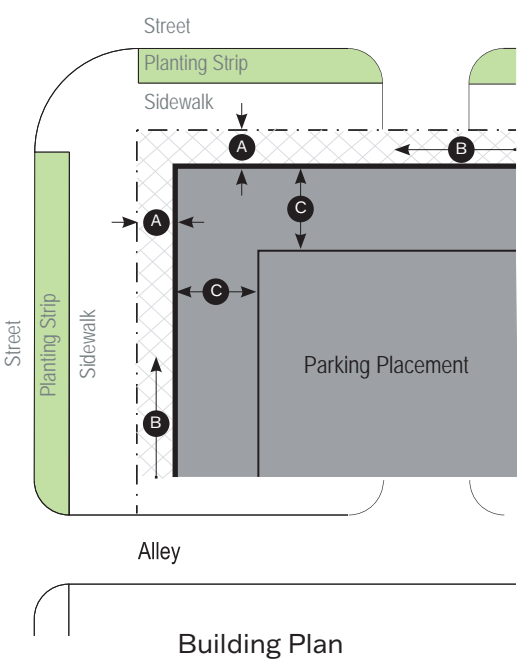 Street
Planting Strip
Sidewalk
A
B
C
A
C
Parking Placement
Street
Planting Strip
Sidewalk
B
Alley
Building Plan